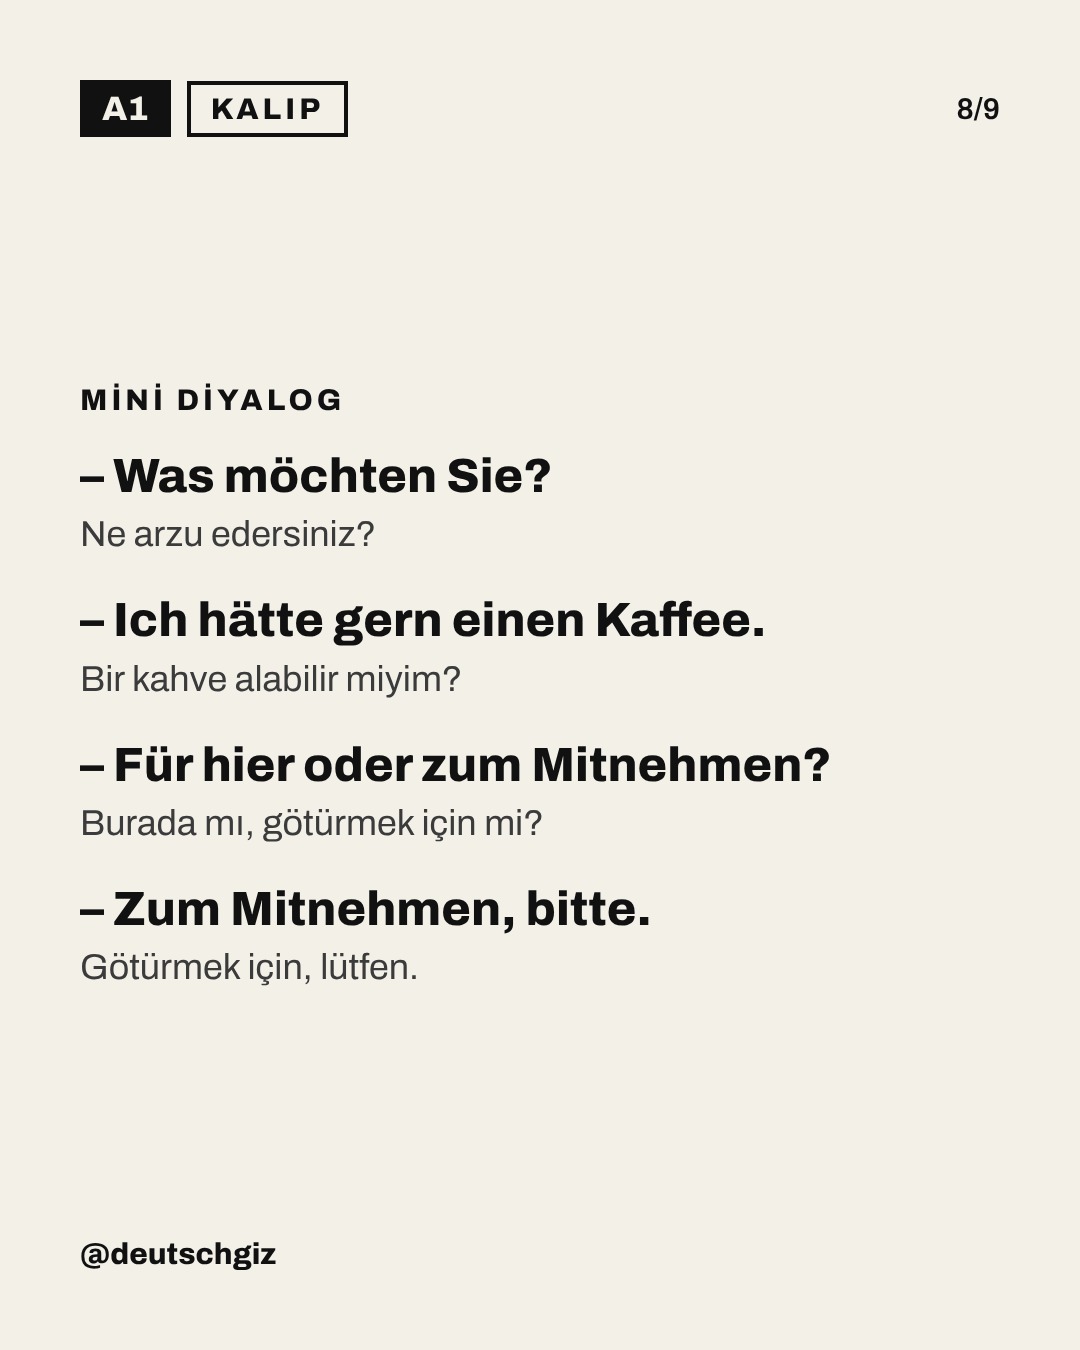 A1 KALIP 8/9
MİNİ DİYALOG
– Was möchten Sie?
Ne arzu edersiniz?
– Ich hätte gern einen Kaffee.
Bir kahve alabilir miyim?
– Für hier oder zum Mitnehmen?
Burada mı, götürmek için mi?
– Zum Mitnehmen, bitte.
Götürmek için, lütfen.
@deutschgiz